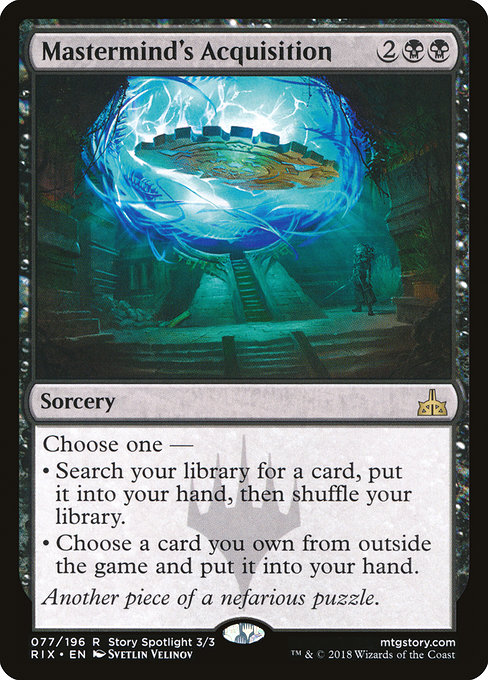 Mastermind's Acquisition 2
Sorcery
Choose one —
• Search your library for a card, put
it into your hand, then shuffle your
library.
• Choose a card you own from outside
the game and put it into your hand.
Another piece of a nefarious puzzle.
077/196 R Story Spotlight 3/3
mtgstory.com
RIX • EN Svetlin Velinov
™ & © 2018 Wizards of the Coast